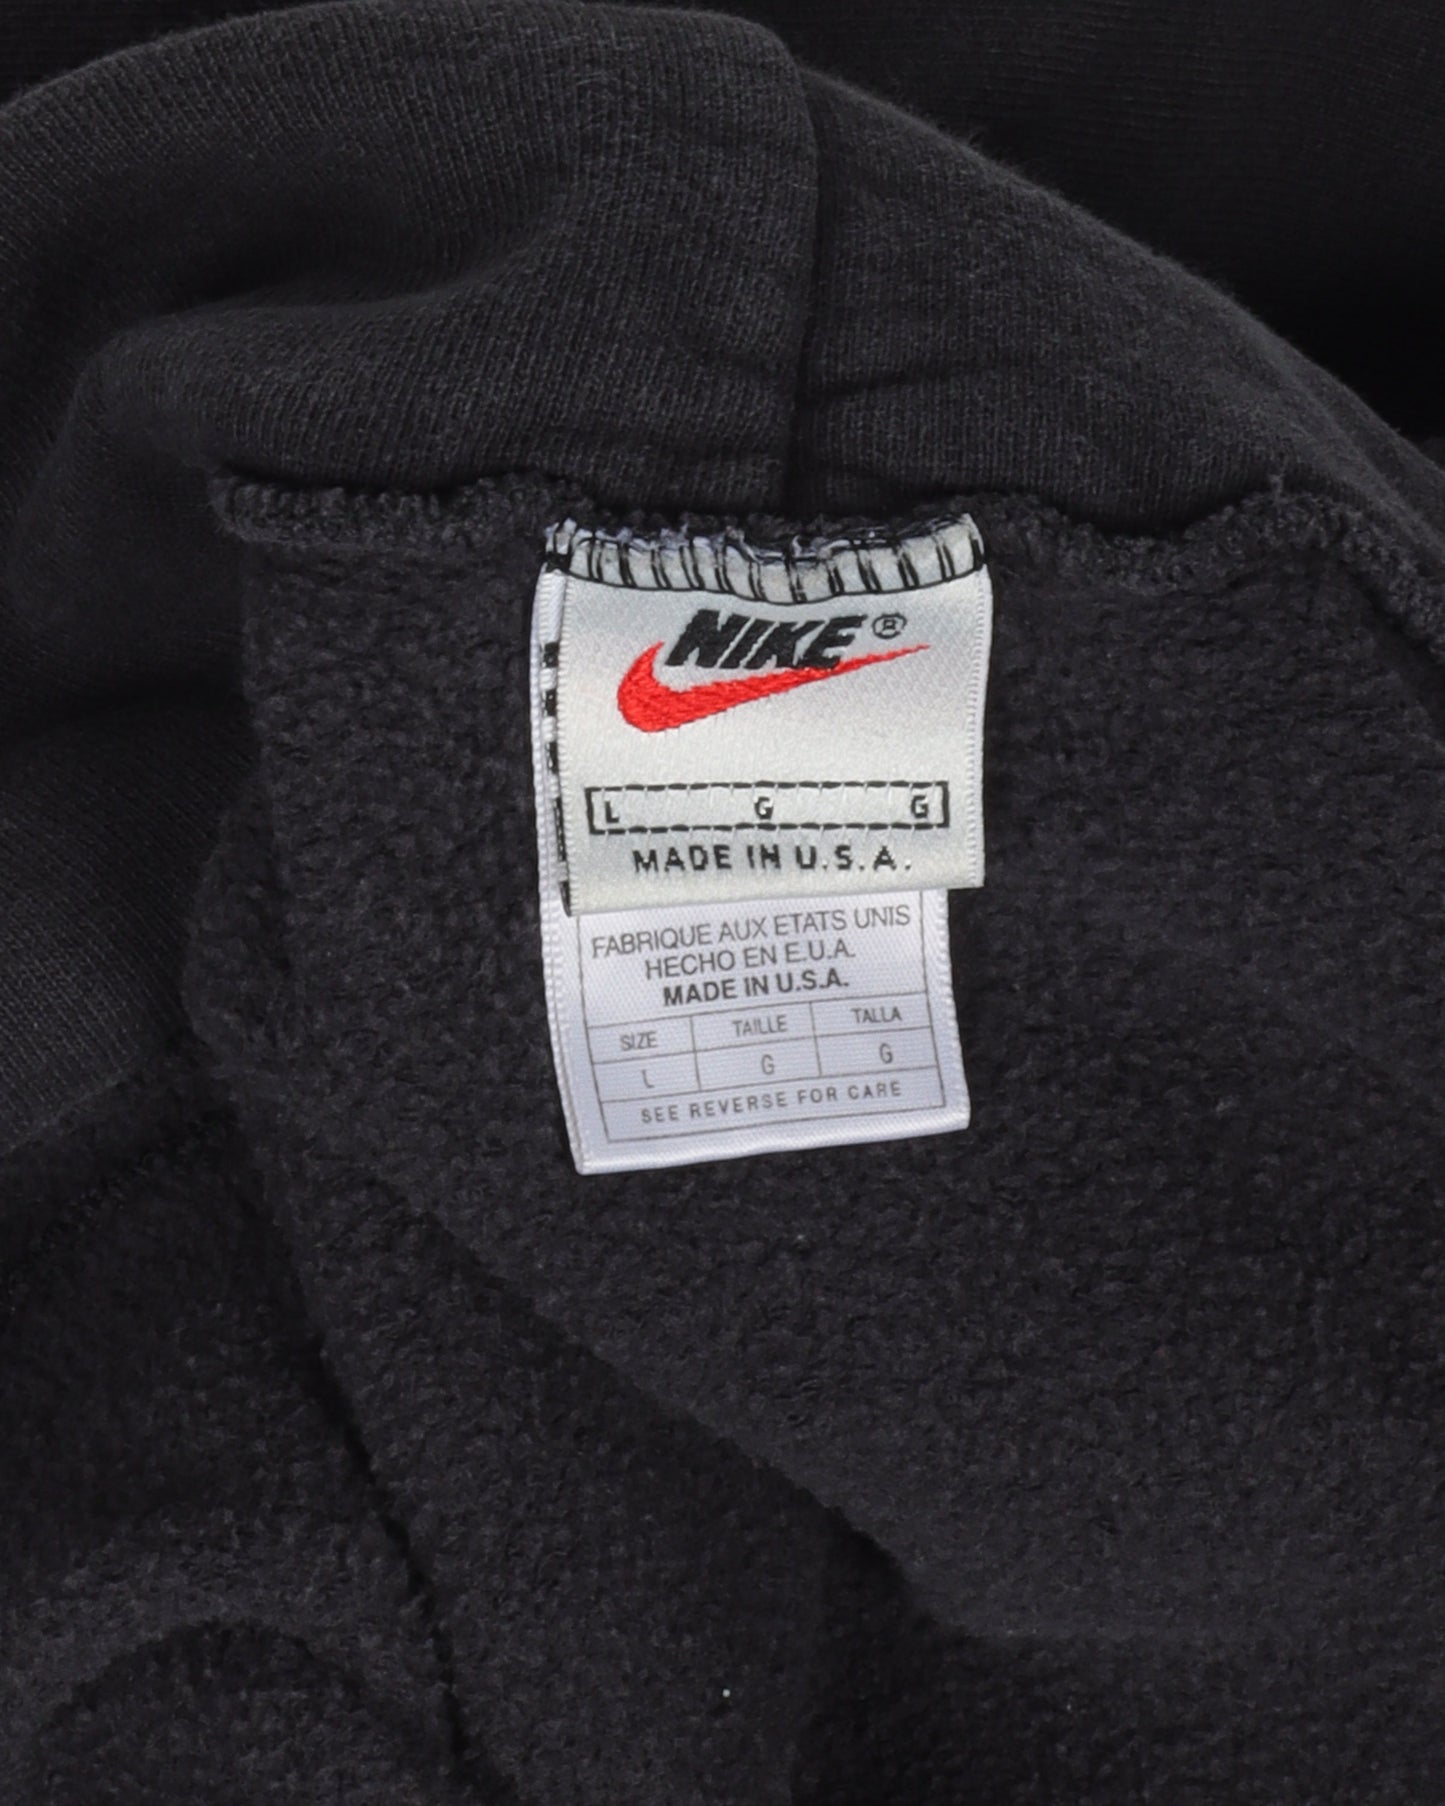 NIKE®
L G G
MADE IN U.S.A.
FABRIQUE AUX ETATS UNIS
HECHO EN E.U.A.
MADE IN U.S.A.
SIZE TAILLE TALLA
L G G
SEE REVERSE FOR CARE